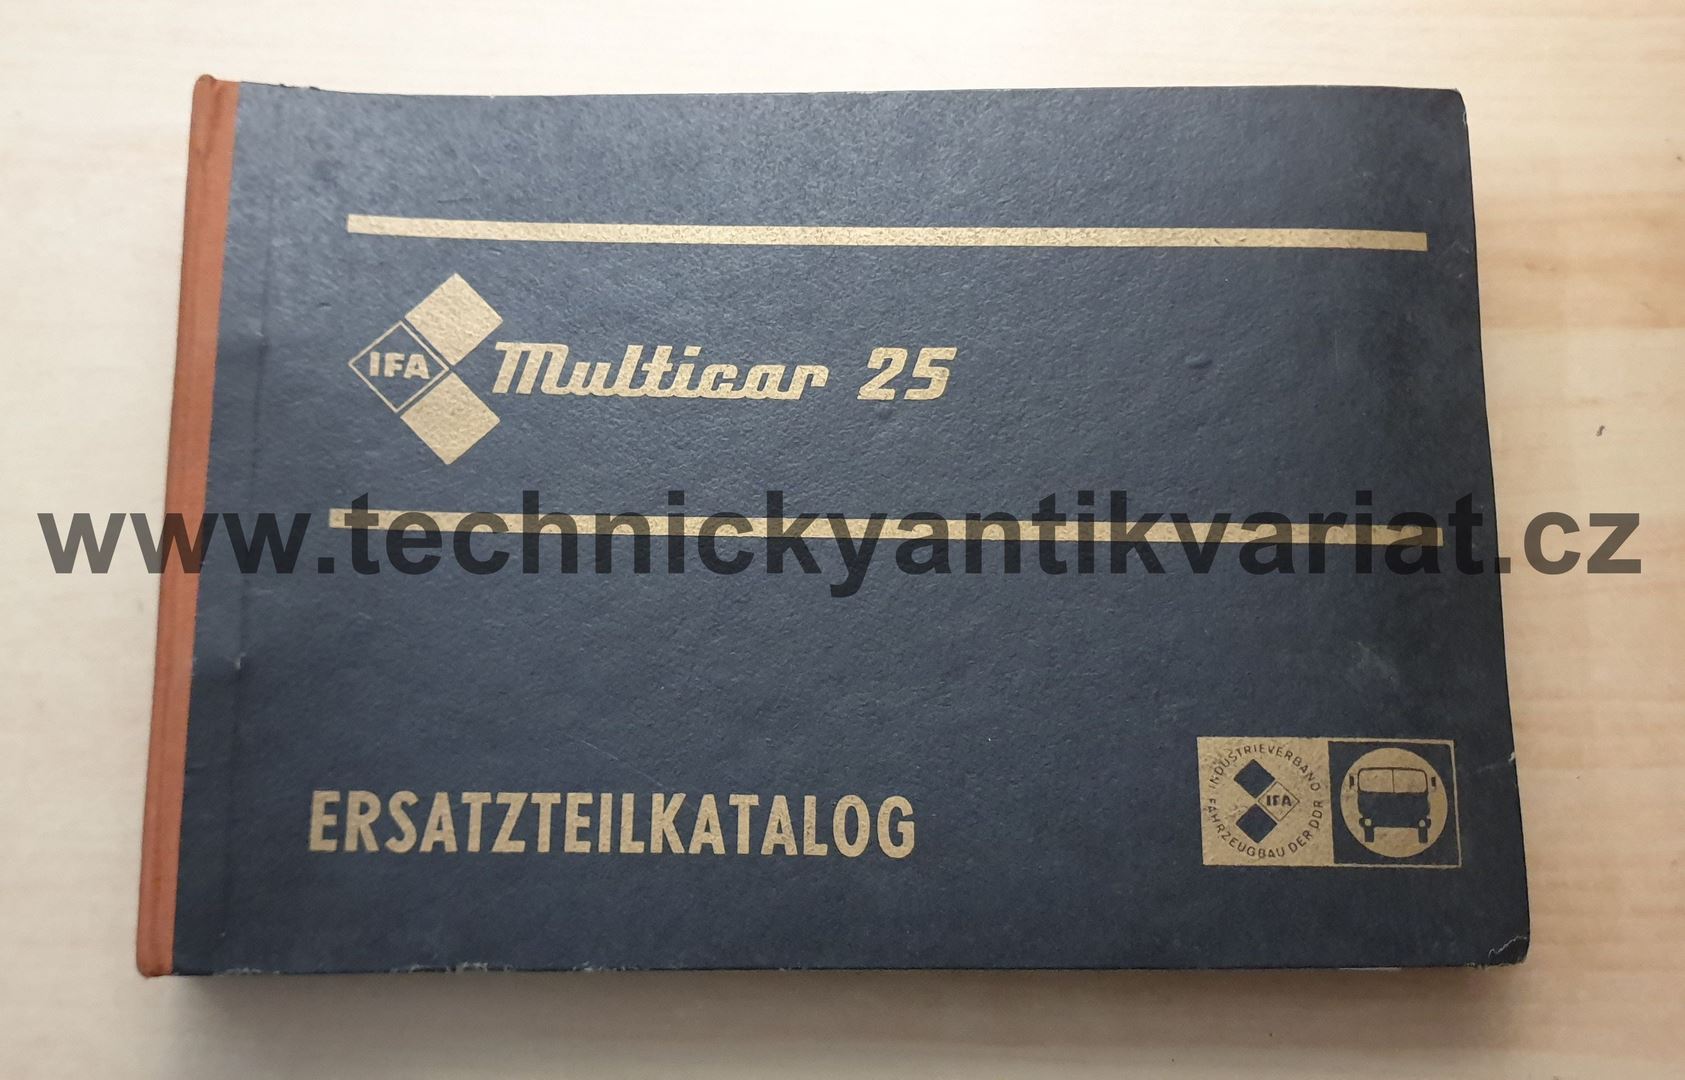 IFA
Multicar 25
www.technickyantikvariat.cz
ERSATZTEILKATALOG
INDUSTRIEVERBAND
FAHRZEUGBAU DER DDR
IFA